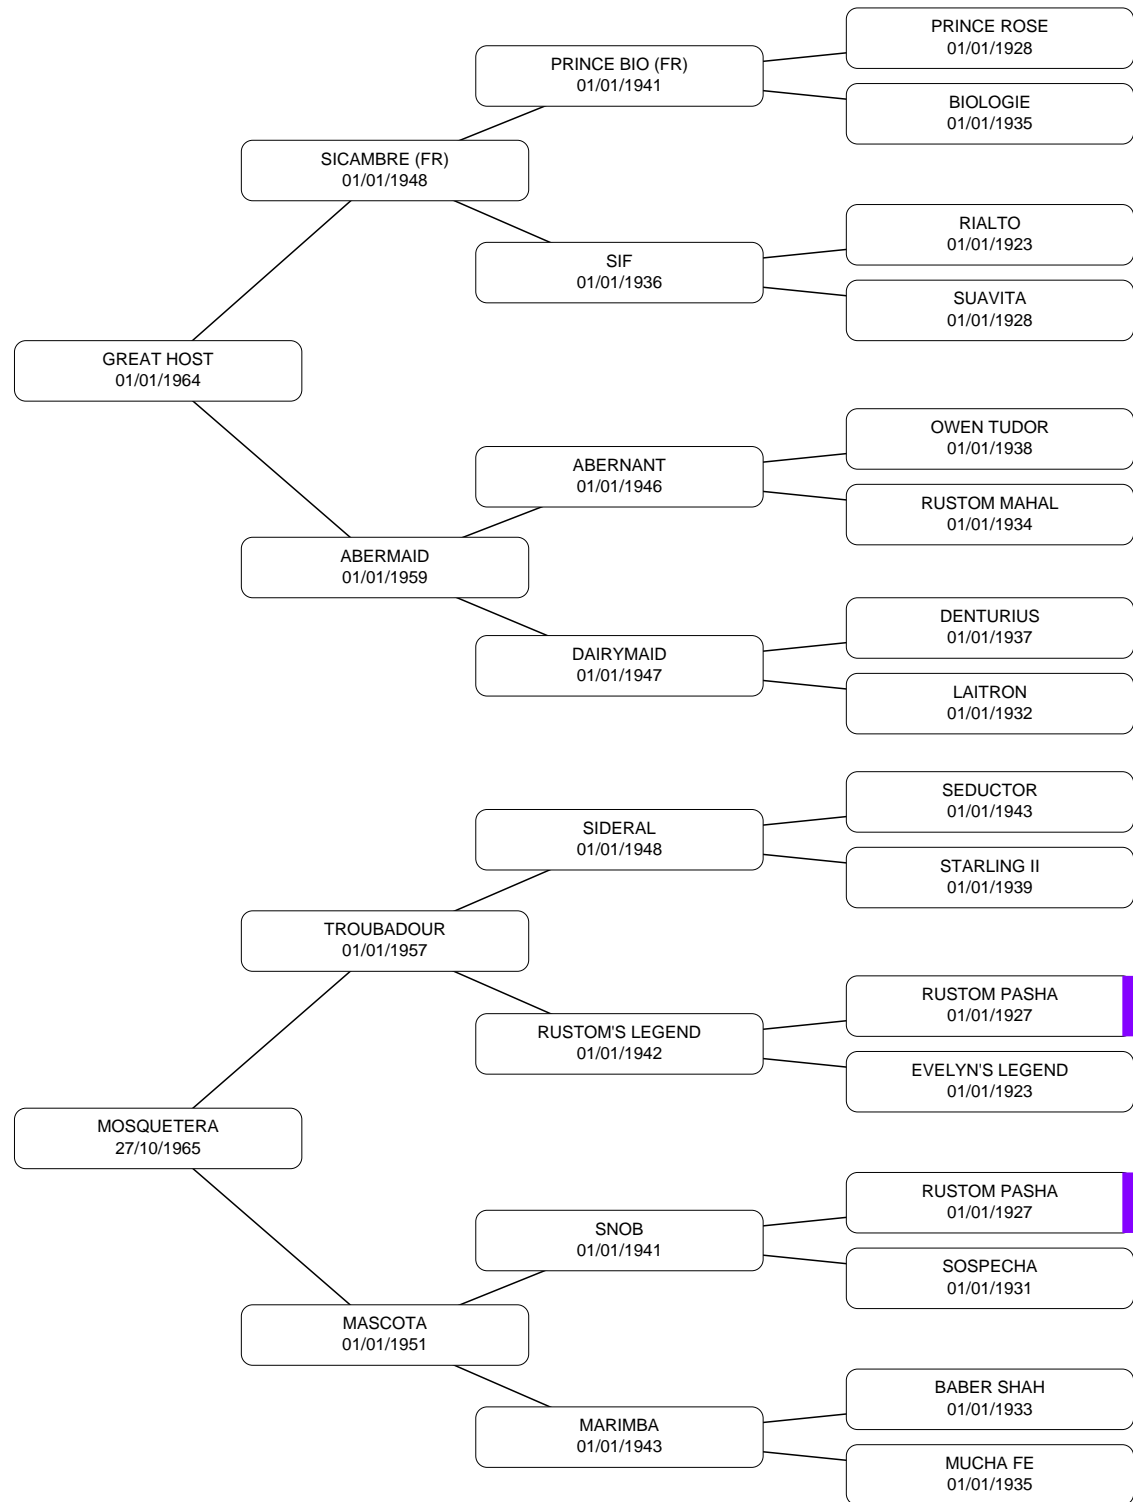 PRINCE ROSE
01/01/1928
PRINCE BIO (FR)
01/01/1941
BIOLOGIE
01/01/1935
SICAMBRE (FR)
01/01/1948
RIALTO
01/01/1923
SIF
01/01/1936
SUAVITA
01/01/1928
GREAT HOST
01/01/1964
OWEN TUDOR
01/01/1938
ABERNANT
01/01/1946
RUSTOM MAHAL
01/01/1934
ABERMAID
01/01/1959
DENTURIUS
01/01/1937
DAIRYMAID
01/01/1947
LAITRON
01/01/1932
SEDUCTOR
01/01/1943
SIDERAL
01/01/1948
STARLING II
01/01/1939
TROUBADOUR
01/01/1957
RUSTOM PASHA
01/01/1927
RUSTOM'S LEGEND
01/01/1942
EVELYN'S LEGEND
01/01/1923
MOSQUETERA
27/10/1965
RUSTOM PASHA
01/01/1927
SNOB
01/01/1941
SOSPECHA
01/01/1931
MASCOTA
01/01/1951
BABER SHAH
01/01/1933
MARIMBA
01/01/1943
MUCHA FE
01/01/1935